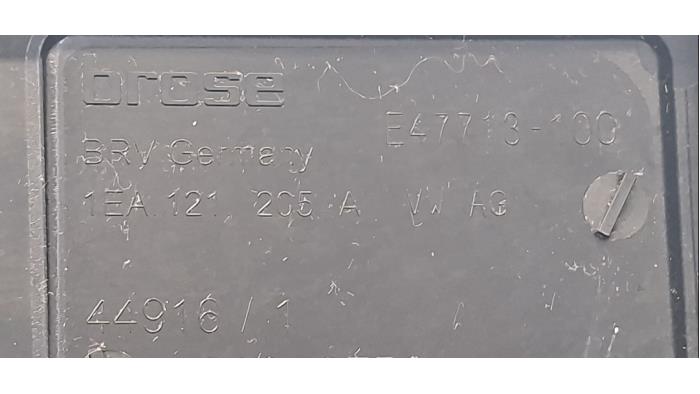 brose
E47713-100
BRV Germany
1EA 121 205 A VW AG
44916 / 1